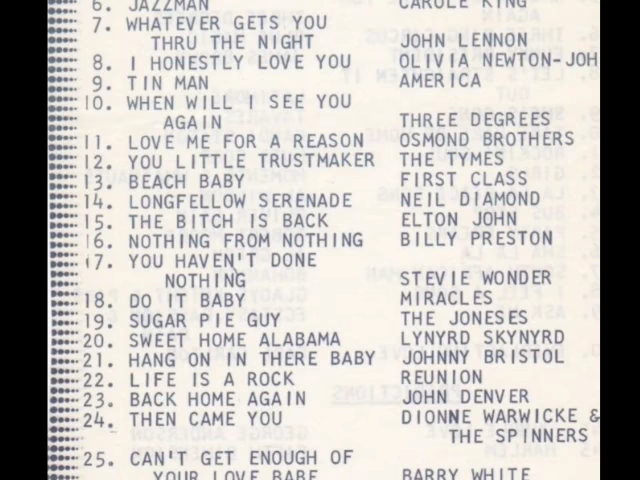 6. JAZZMAN CAROLE KING
7. WHATEVER GETS YOU
THRU THE NIGHT JOHN LENNON
8. I HONESTLY LOVE YOU OLIVIA NEWTON-JOH
9. TIN MAN AMERICA
10. WHEN WILL I SEE YOU
AGAIN THREE DEGREES
11. LOVE ME FOR A REASON OSMOND BROTHERS
12. YOU LITTLE TRUSTMAKER THE TYMES
13. BEACH BABY FIRST CLASS
14. LONGFELLOW SERENADE NEIL DIAMOND
15. THE BITCH IS BACK ELTON JOHN
16. NOTHING FROM NOTHING BILLY PRESTON
17. YOU HAVEN'T DONE
NOTHING STEVIE WONDER
18. DO IT BABY MIRACLES
19. SUGAR PIE GUY THE JONESES
20. SWEET HOME ALABAMA LYNYRD SKYNYRD
21. HANG ON IN THERE BABY JOHNNY BRISTOL
22. LIFE IS A ROCK REUNION
23. BACK HOME AGAIN JOHN DENVER
24. THEN CAME YOU DIONNE WARWICKE &
THE SPINNERS
25. CAN'T GET ENOUGH OF
YOUR LOVE BABE BARRY WHITE